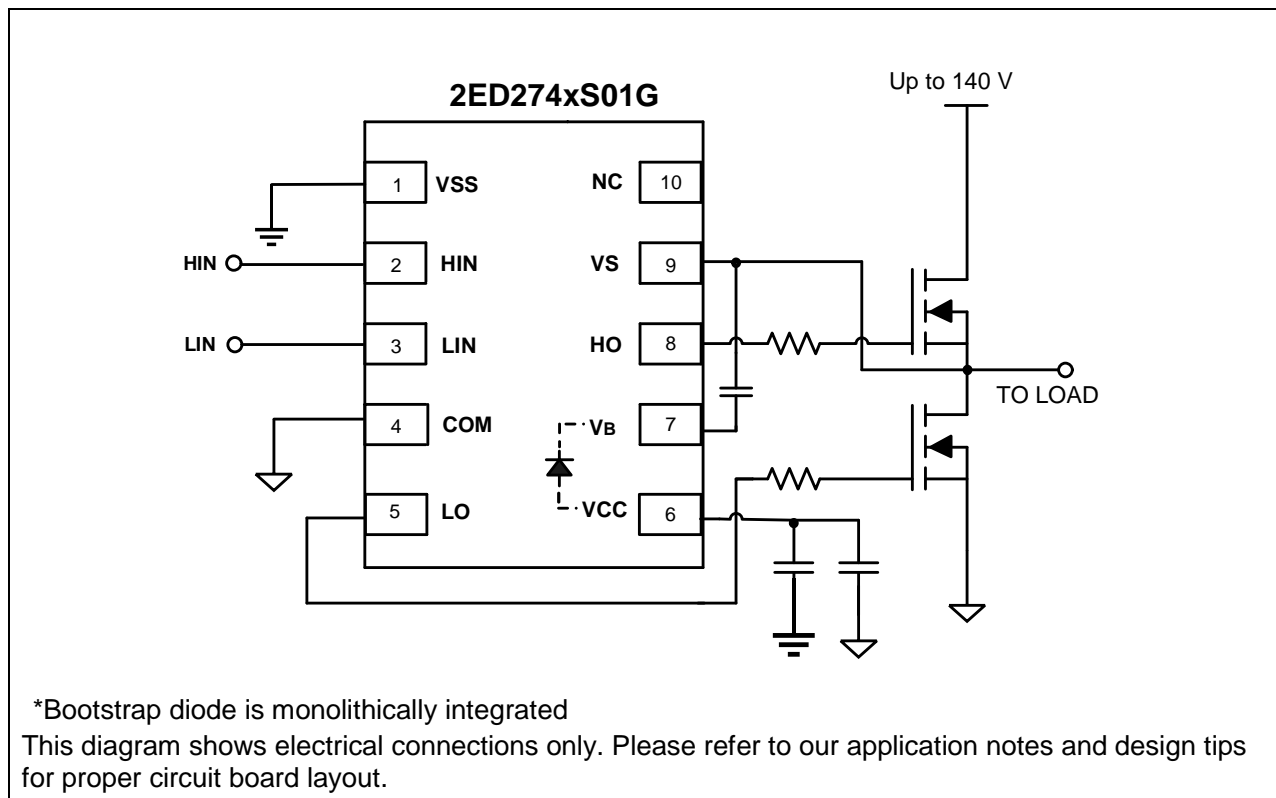 2ED274xS01G
Up to 140 V
1 VSS NC 10
HIN 2 HIN VS 9
LIN 3 LIN HO 8
TO LOAD
4 COM VB 7
5 LO VCC 6
*Bootstrap diode is monolithically integrated
This diagram shows electrical connections only. Please refer to our application notes and design tips
for proper circuit board layout.